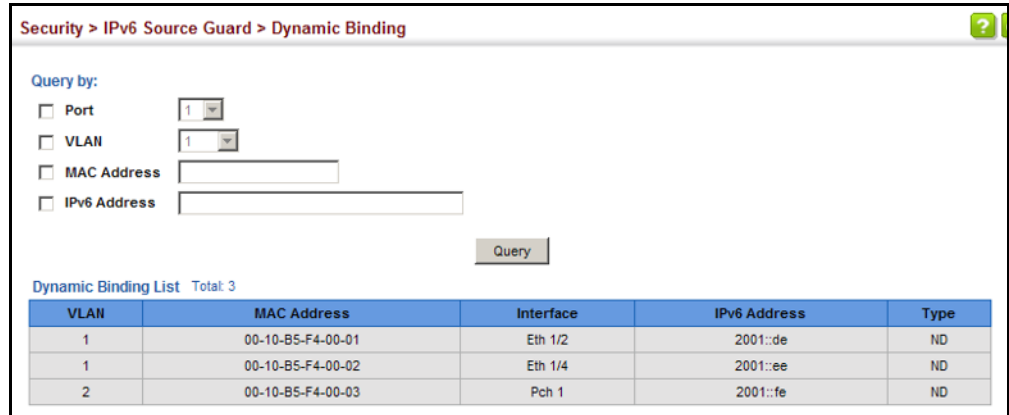 Security > IPv6 Source Guard > Dynamic Binding
?
Query by:
Port 1
VLAN 1
MAC Address
IPv6 Address
Query
Dynamic Binding List Total: 3
VLAN MAC Address Interface IPv6 Address Type
1 00-10-B5-F4-00-01 Eth 1/2 2001::de ND
1 00-10-B5-F4-00-02 Eth 1/4 2001::ee ND
2 00-10-B5-F4-00-03 Pch 1 2001::fe ND